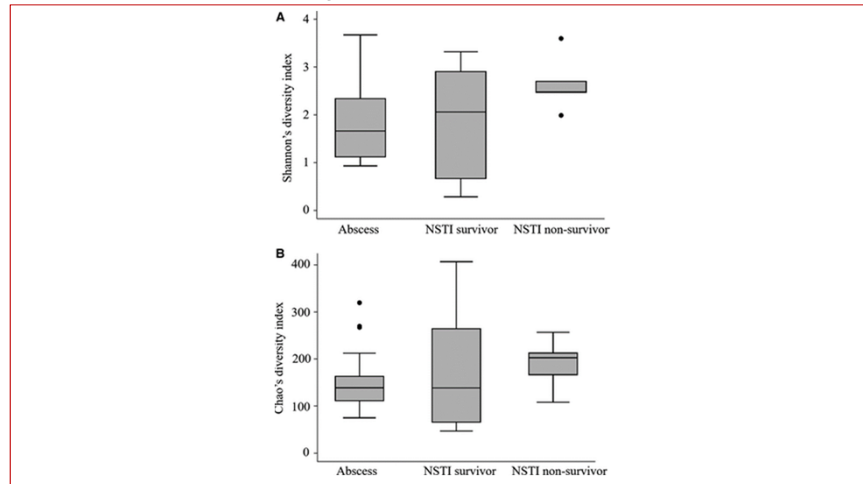 A
Shannon's diversity index
4
3
2
1
0
Abscess NSTI survivor NSTI non-survivor
B
Chao's diversity index
400
300
200
100
0
Abscess NSTI survivor NSTI non-survivor